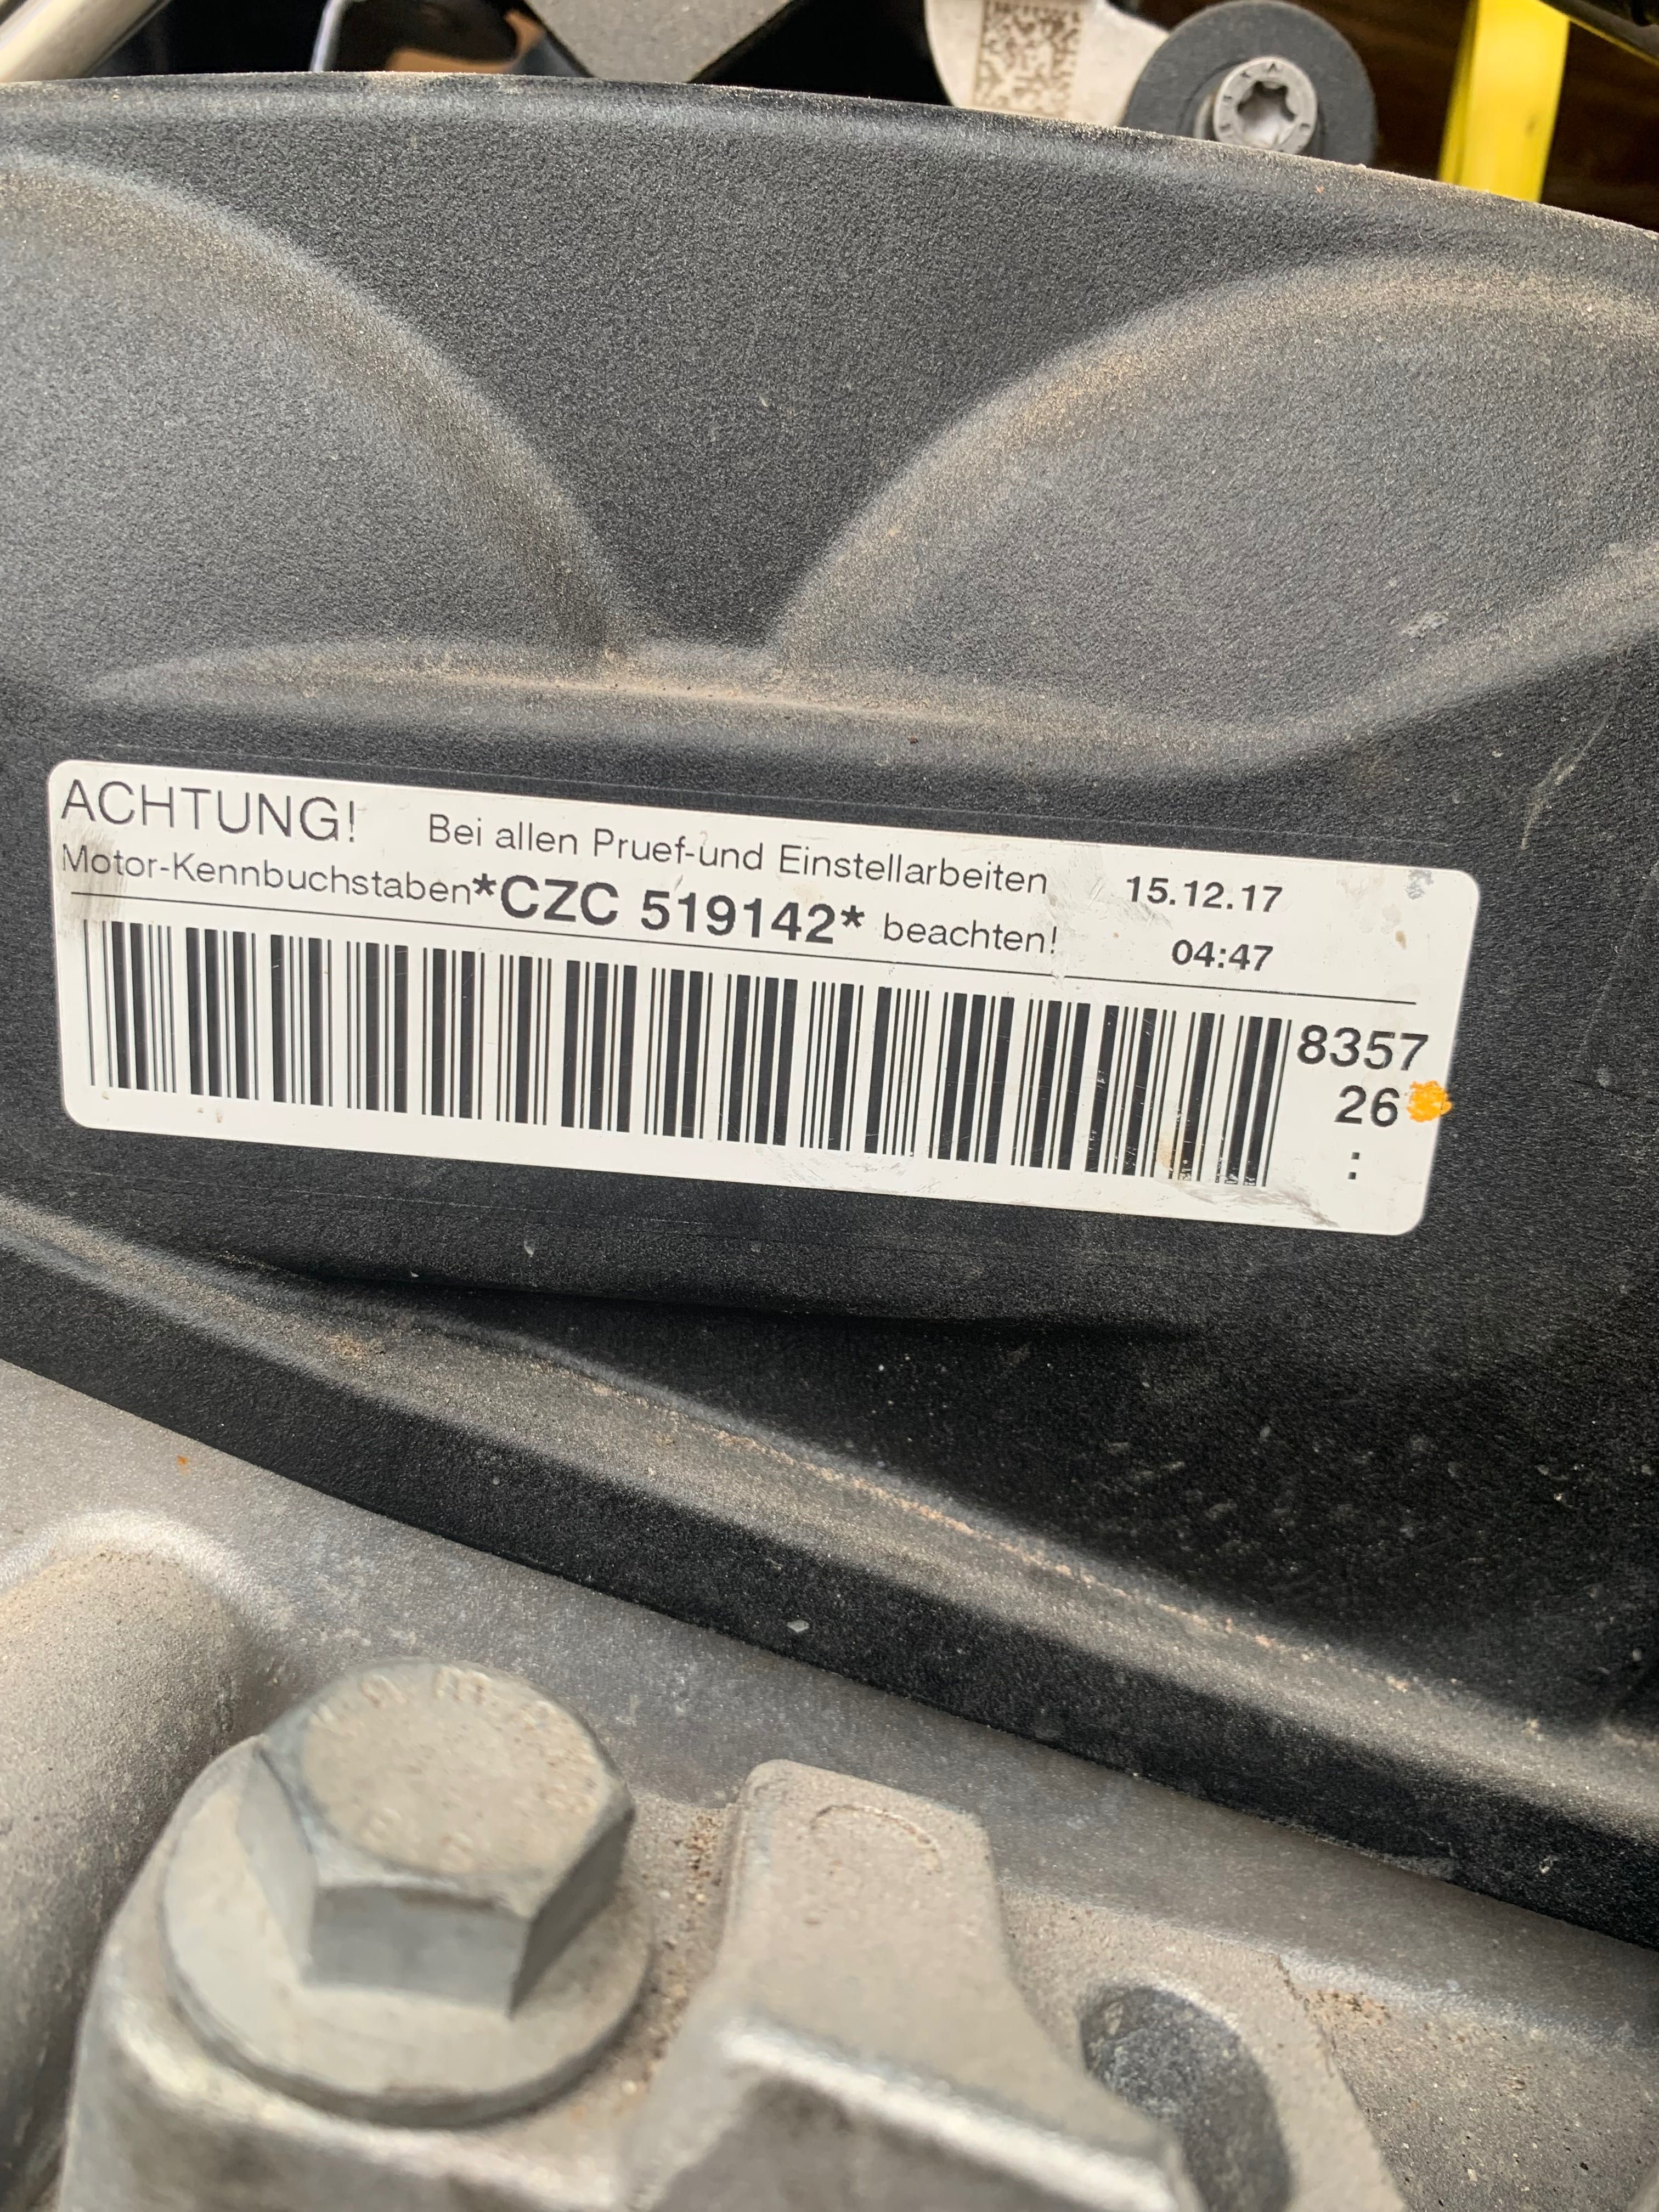 ACHTUNG! Bei allen Pruef-und Einstellarbeiten 15.12.17
Motor-Kennbuchstaben*CZC 519142* beachten! 04:47
8357
26
: